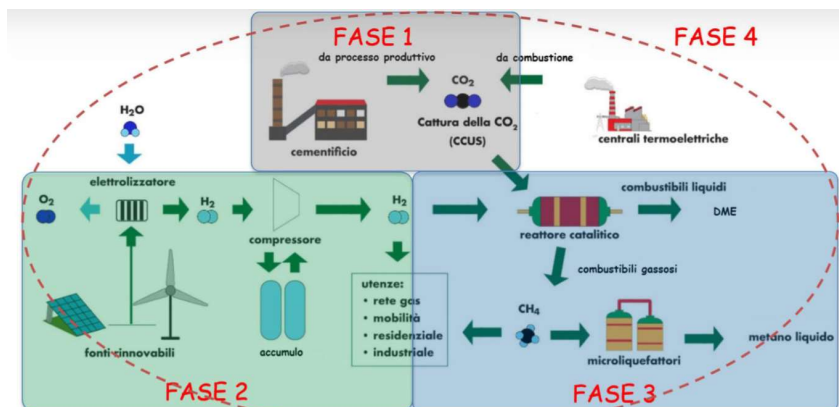 FASE 1
FASE 4
da processo produttivo
da combustione
CO2
Cattura della CO2
(CCUS)
cementificio
centrali termoelettriche
H2O
elettrolizzatore
O2
H2
compressore
H2
accumulo
fonti rinnovabili
FASE 2
utenze:
• rete gas
• mobilità
• residenziale
• industriale
reattore catalitico
combustibili liquidi
DME
combustibili gassosi
CH4
microliquefattori
metano liquido
FASE 3